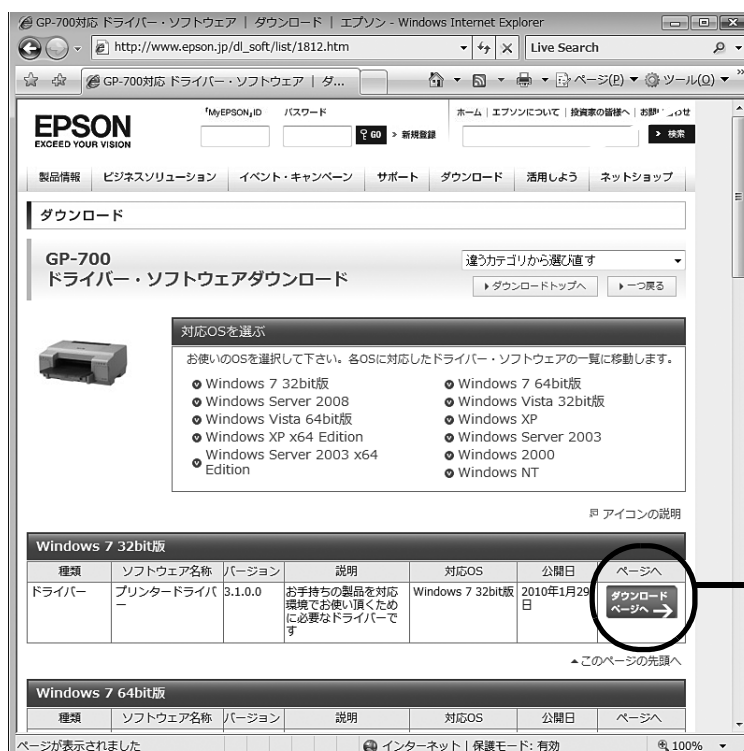 GP-700対応 ドライバー・ソフトウェア | ダウンロード | エプソン - Windows Internet Explorer
http://www.epson.jp/dl_soft/list/1812.htm
Live Search
GP-700対応 ドライバー・ソフトウェア | ダ...
ページ(P)
ツール(O)
EPSON
EXCEED YOUR VISION
MyEPSON ID
パスワード
GO
新規登録
ホーム | エプソンについて | 投資家の皆様へ |
検索
製品情報
ビジネスソリューション
イベント・キャンペーン
サポート
ダウンロード
活用しよう
ネットショップ
ダウンロード
GP-700
ドライバー・ソフトウェアダウンロード
違うカテゴリから選び直す
ダウンロードトップへ
一つ戻る
対応OSを選ぶ
お使いのOSを選択して下さい。各OSに対応したドライバー・ソフトウェアの一覧に移動します。
Windows 7 32bit版
Windows 7 64bit版
Windows Server 2008
Windows Vista 32bit版
Windows Vista 64bit版
Windows XP
Windows XP x64 Edition
Windows Server 2003
Windows Server 2003 x64
Edition
Windows 2000
Windows NT
アイコンの説明
Windows 7 32bit版
種類 ソフトウェア名称 バージョン 説明 対応OS 公開日 ページへ
ドライバー
プリンタードライバ
ー
3.1.0.0
お手持ちの製品を対応
環境でお使い頂くため
に必要なドライバーで
す
Windows 7 32bit版
2010年1月29
日
ダウンロード
ページへ
このページの先頭へ
Windows 7 64bit版
種類 ソフトウェア名称 バージョン 説明 対応OS 公開日 ページへ
ページが表示されました
インターネット | 保護モード: 有効
100%